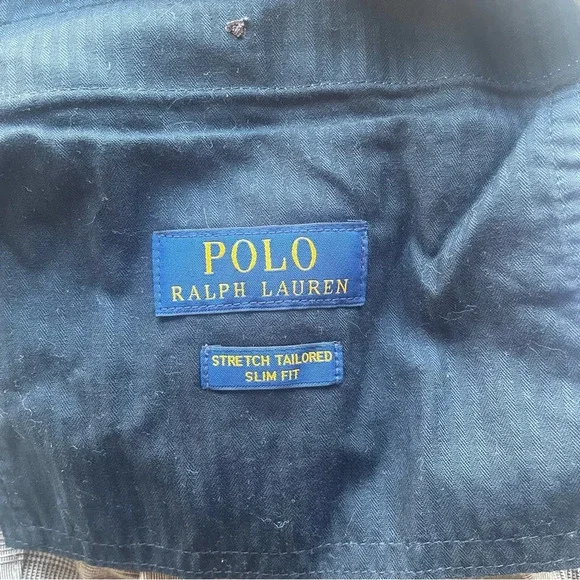 POLO
RALPH LAUREN
STRETCH TAILORED
SLIM FIT